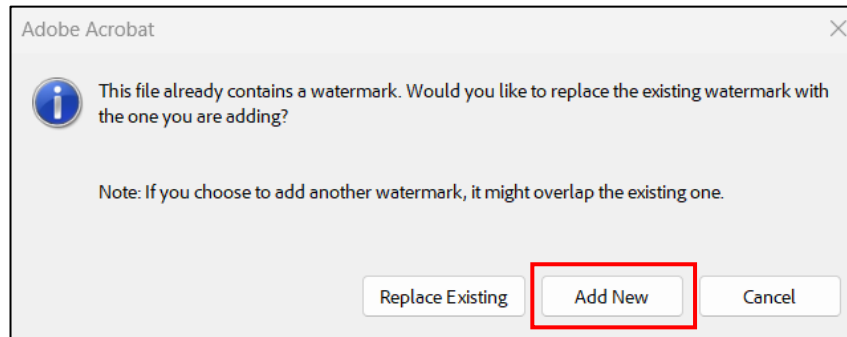 Adobe Acrobat
This file already contains a watermark. Would you like to replace the existing watermark with
the one you are adding?
Note: If you choose to add another watermark, it might overlap the existing one.
Replace Existing Add New Cancel